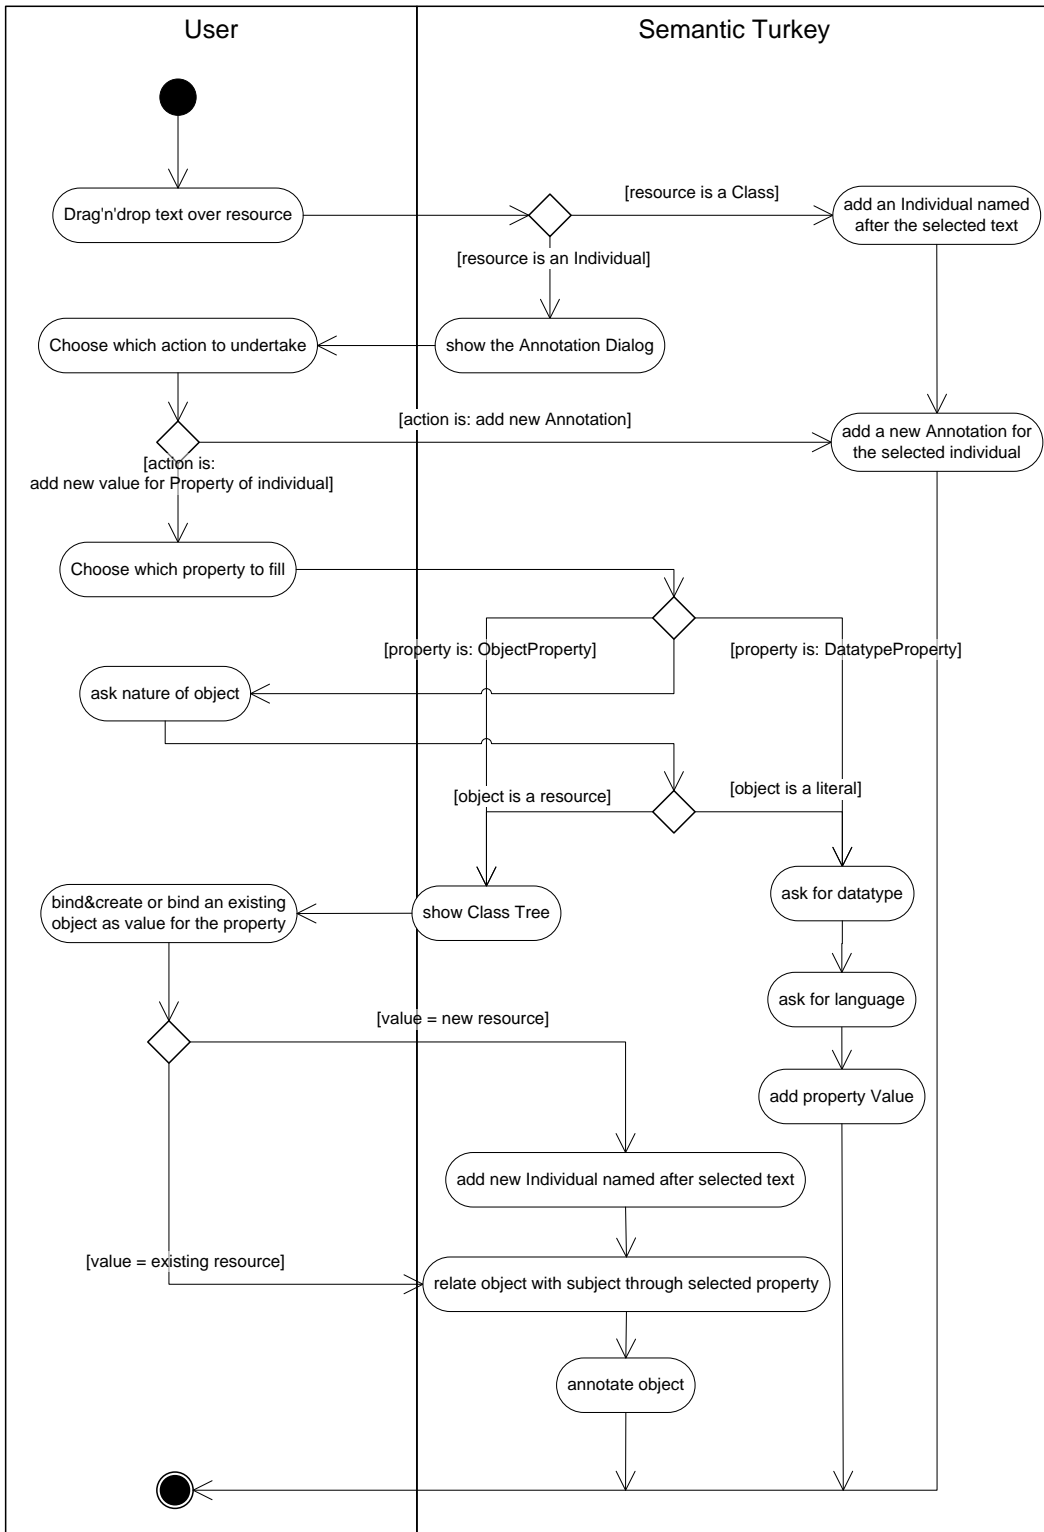 User
Semantic Turkey
Drag'n'drop text over resource
[resource is a Class]
add an Individual named
after the selected text
[resource is an Individual]
Choose which action to undertake
show the Annotation Dialog
[action is: add new Annotation]
add a new Annotation for
the selected individual
[action is:
add new value for Property of individual]
Choose which property to fill
[property is: ObjectProperty]
[property is: DatatypeProperty]
ask nature of object
[object is a resource]
[object is a literal]
ask for datatype
bind&create or bind an existing
object as value for the property
show Class Tree
ask for language
[value = new resource]
add property Value
add new Individual named after selected text
[value = existing resource]
relate object with subject through selected property
annotate object